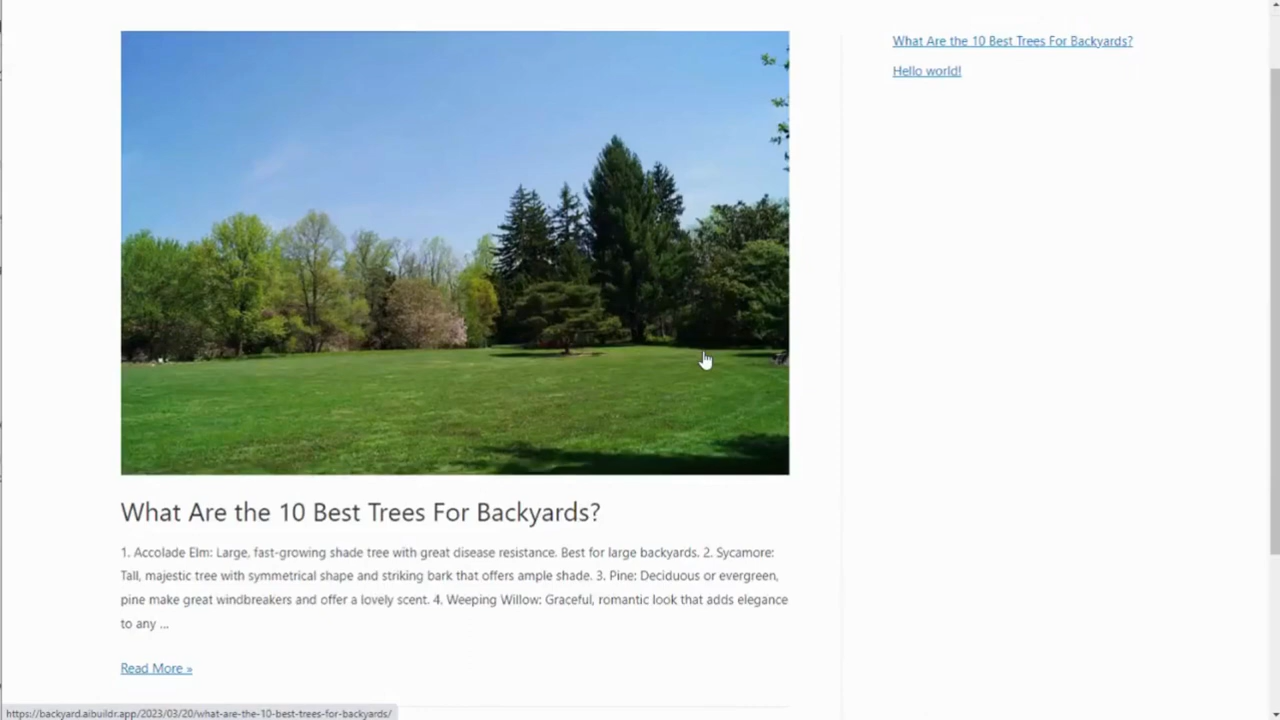 What Are the 10 Best Trees For Backyards?
Hello world!
What Are the 10 Best Trees For Backyards?
1. Accolade Elm: Large, fast-growing shade tree with great disease resistance. Best for large backyards. 2. Sycamore:
Tall, majestic tree with symmetrical shape and striking bark that offers ample shade. 3. Pine: Deciduous or evergreen,
pine make great windbreakers and offer a lovely scent. 4. Weeping Willow: Graceful, romantic look that adds elegance
to any ...
Read More »
https://backyard.aibuildr.app/2023/03/20/what-are-the-10-best-trees-for-backyards/